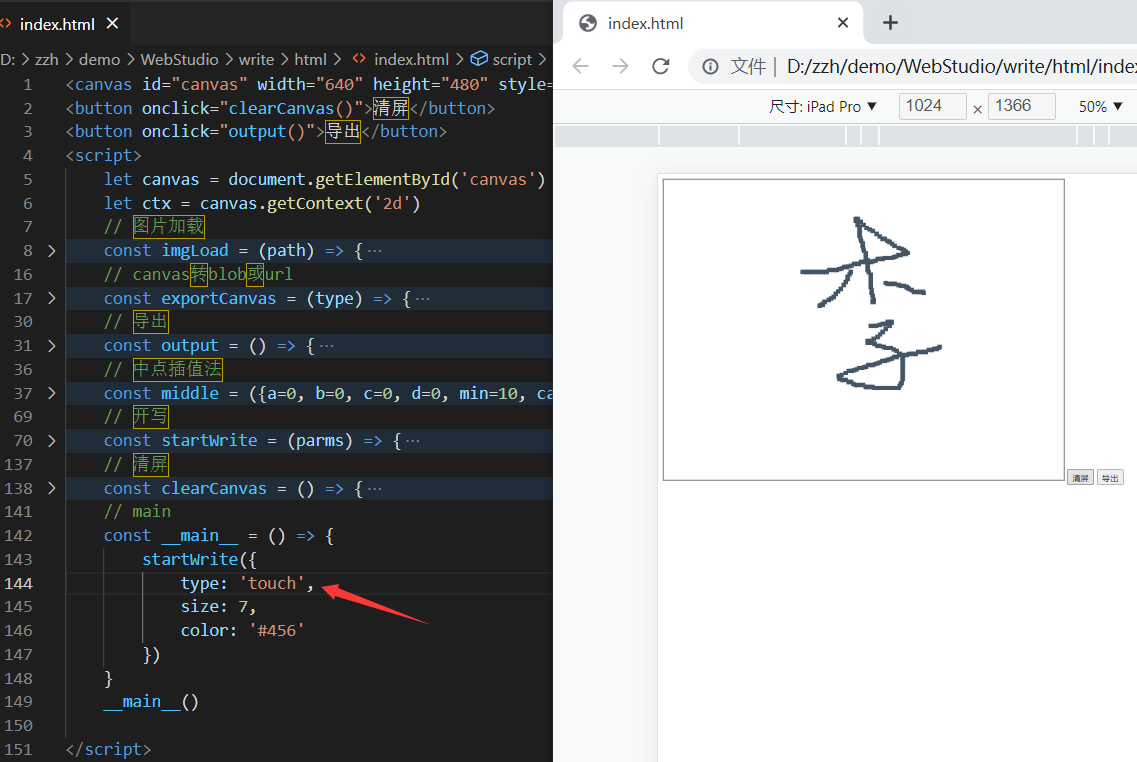 index.html
D: > zzh > demo > WebStudio > write > html > index.html > script >
1 <canvas id="canvas" width="640" height="480" style=
2 <button onclick="clearCanvas()">清屏</button>
3 <button onclick="output()">导出</button>
4 <script>
5 let canvas = document.getElementById('canvas')
6 let ctx = canvas.getContext('2d')
7 // 图片加载
8 const imgLoad = (path) => {…
16 // canvas转blob或url
17 const exportCanvas = (type) => {…
30 // 导出
31 const output = () => {…
36 // 中点插值法
37 const middle = ({a=0, b=0, c=0, d=0, min=10, ca
69 // 开写
70 const startWrite = (parms) => {…
137 // 清屏
138 const clearCanvas = () => {…
141 // main
142 const __main__ = () => {
143 startWrite({
144 type: 'touch',
145 size: 7,
146 color: '#456'
147 })
148 }
149 __main__()
150
151 </script>
index.html
文件 | D:/zzh/demo/WebStudio/write/html/index
尺寸: iPad Pro ▼ 1024 × 1366 50% ▼
木
子
清屏 导出